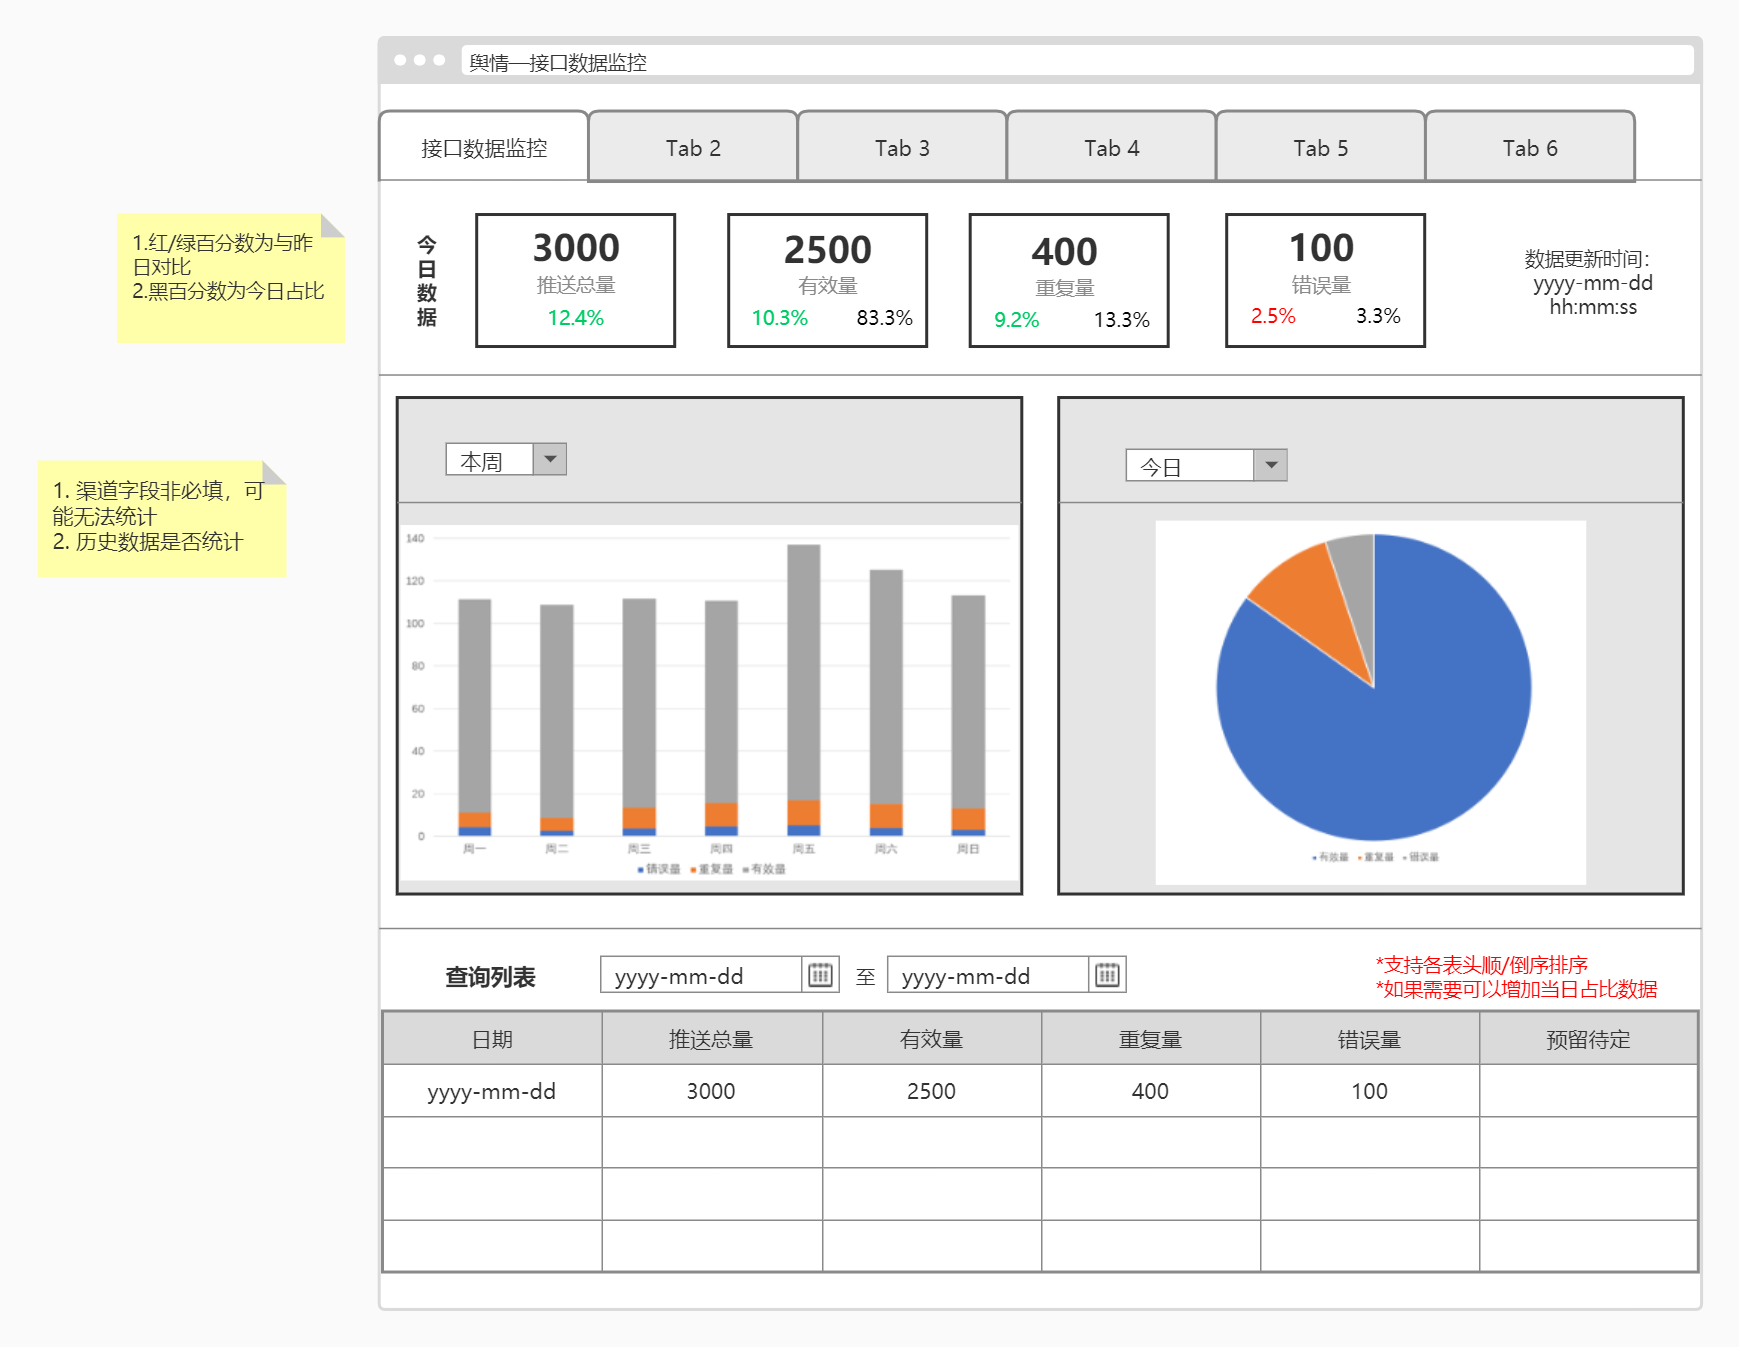 舆情—接口数据监控
接口数据监控
Tab 2
Tab 3
Tab 4
Tab 5
Tab 6
1.红/绿百分数为与昨
日对比
2.黑百分数为今日占比
今
日
数
据
3000
推送总量
12.4%
2500
有效量
10.3% 83.3%
400
重复量
9.2% 13.3%
100
错误量
2.5% 3.3%
数据更新时间：
yyyy-mm-dd
hh:mm:ss
1. 渠道字段非必填，可
能无法统计
2. 历史数据是否统计
本周
140
120
100
80
60
40
20
0
周一 周二 周三 周四 周五 周六 周日
错误量 重复量 有效量
今日
有效量 重复量 错误量
查询列表
yyyy-mm-dd 至 yyyy-mm-dd
*支持各表头顺/倒序排序
*如果需要可以增加当日占比数据
日期 推送总量 有效量 重复量 错误量 预留待定
yyyy-mm-dd 3000 2500 400 100